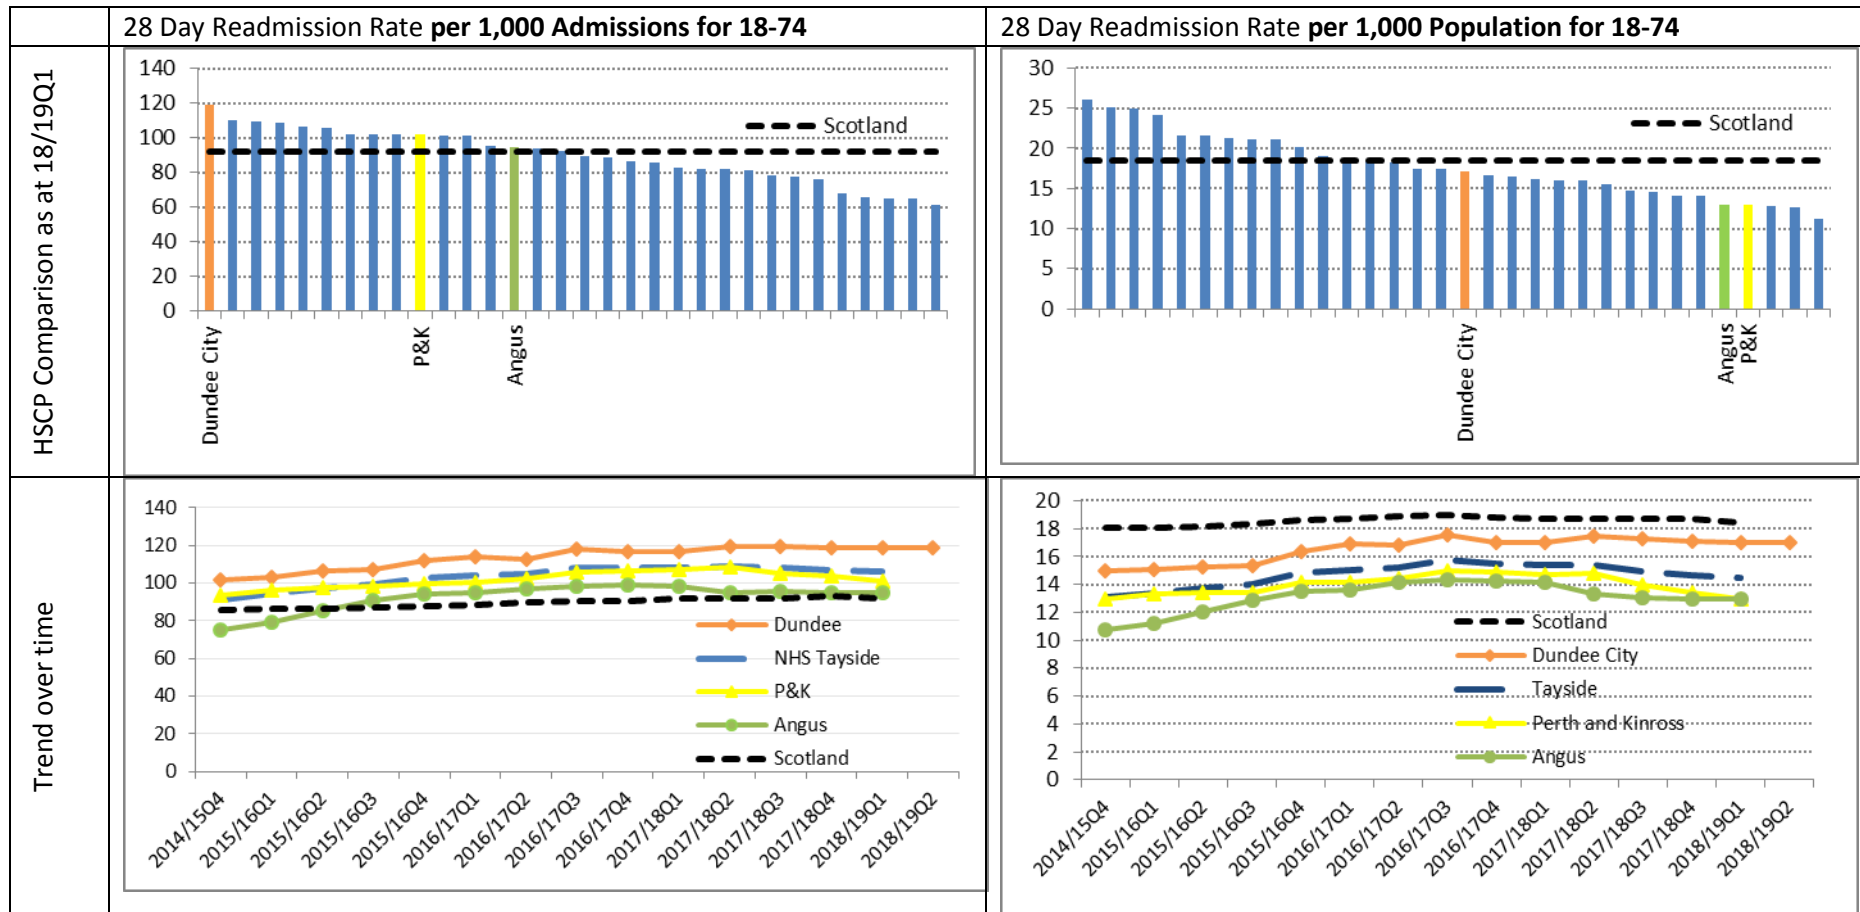 28 Day Readmission Rate per 1,000 Admissions for 18-74
28 Day Readmission Rate per 1,000 Population for 18-74
HSCP Comparison as at 18/19Q1
140
120
100
80
60
40
20
0
Scotland
Dundee City
P&K
Angus
30
25
20
15
10
5
0
Scotland
Dundee City
Angus
P&K
Trend over time
140
120
100
80
60
40
20
0
Dundee
NHS Tayside
P&K
Angus
Scotland
2014/15Q4
2015/16Q1
2015/16Q2
2015/16Q3
2015/16Q4
2016/17Q1
2016/17Q2
2016/17Q3
2016/17Q4
2017/18Q1
2017/18Q2
2017/18Q3
2017/18Q4
2018/19Q1
2018/19Q2
20
18
16
14
12
10
8
6
4
2
0
Scotland
Dundee City
Tayside
Perth and Kinross
Angus
2014/15Q4
2015/16Q1
2015/16Q2
2015/16Q3
2015/16Q4
2016/17Q1
2016/17Q2
2016/17Q3
2016/17Q4
2017/18Q1
2017/18Q2
2017/18Q3
2017/18Q4
2018/19Q1
2018/19Q2